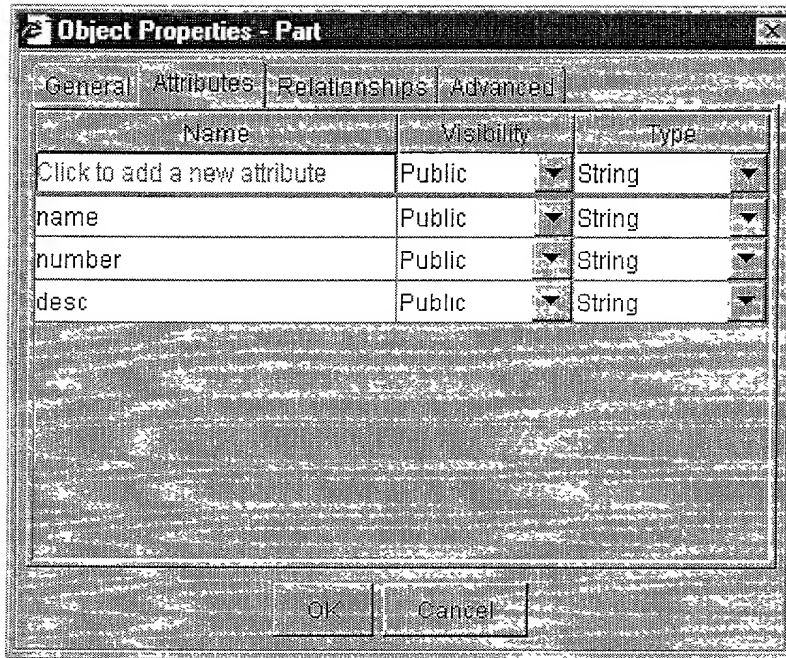 Object Properties - Part
General Attributes Relationships Advanced
Name Visibility Type
Click to add a new attribute Public String
name Public String
number Public String
desc Public String
OK Cancel